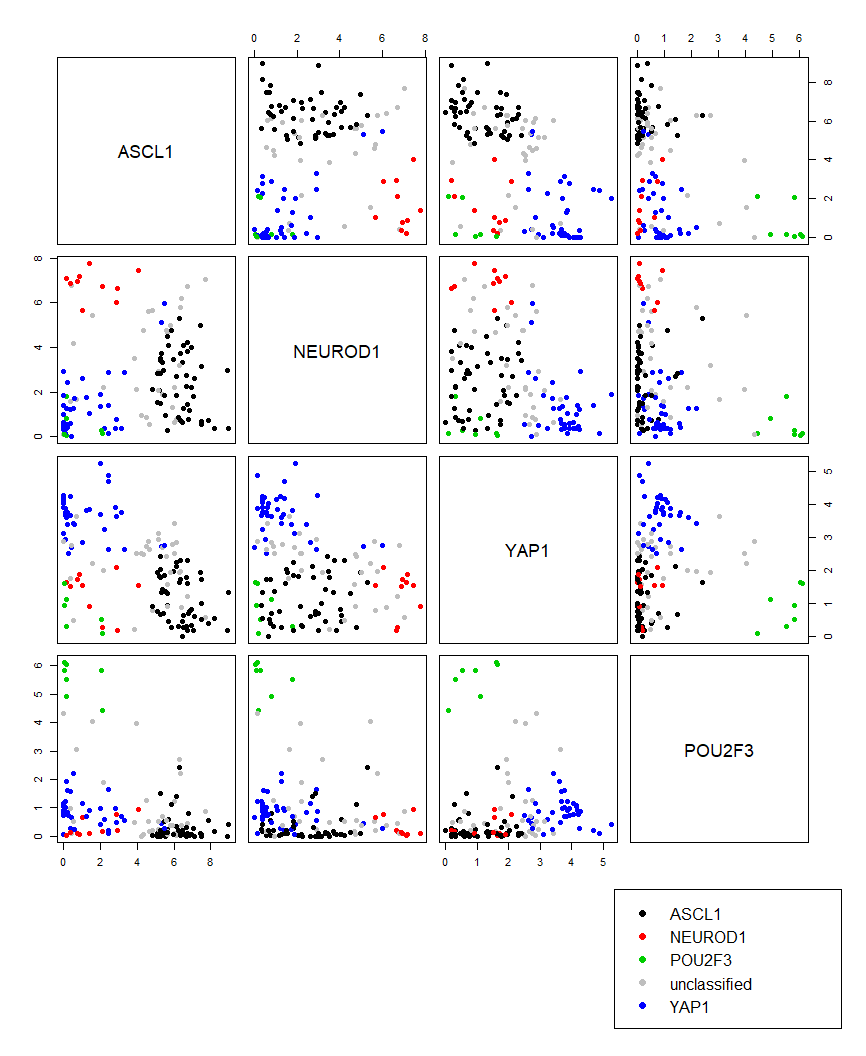 0 2 4 6 8 0 1 2 3 4 5 6
ASCL1
0 2 4 6 8
0 2 4 6 8
NEUROD1
YAP1
0 1 2 3 4 5
0 1 2 3 4 5 6
POU2F3
0 2 4 6 8 0 1 2 3 4 5
ASCL1
NEUROD1
POU2F3
unclassified
YAP1